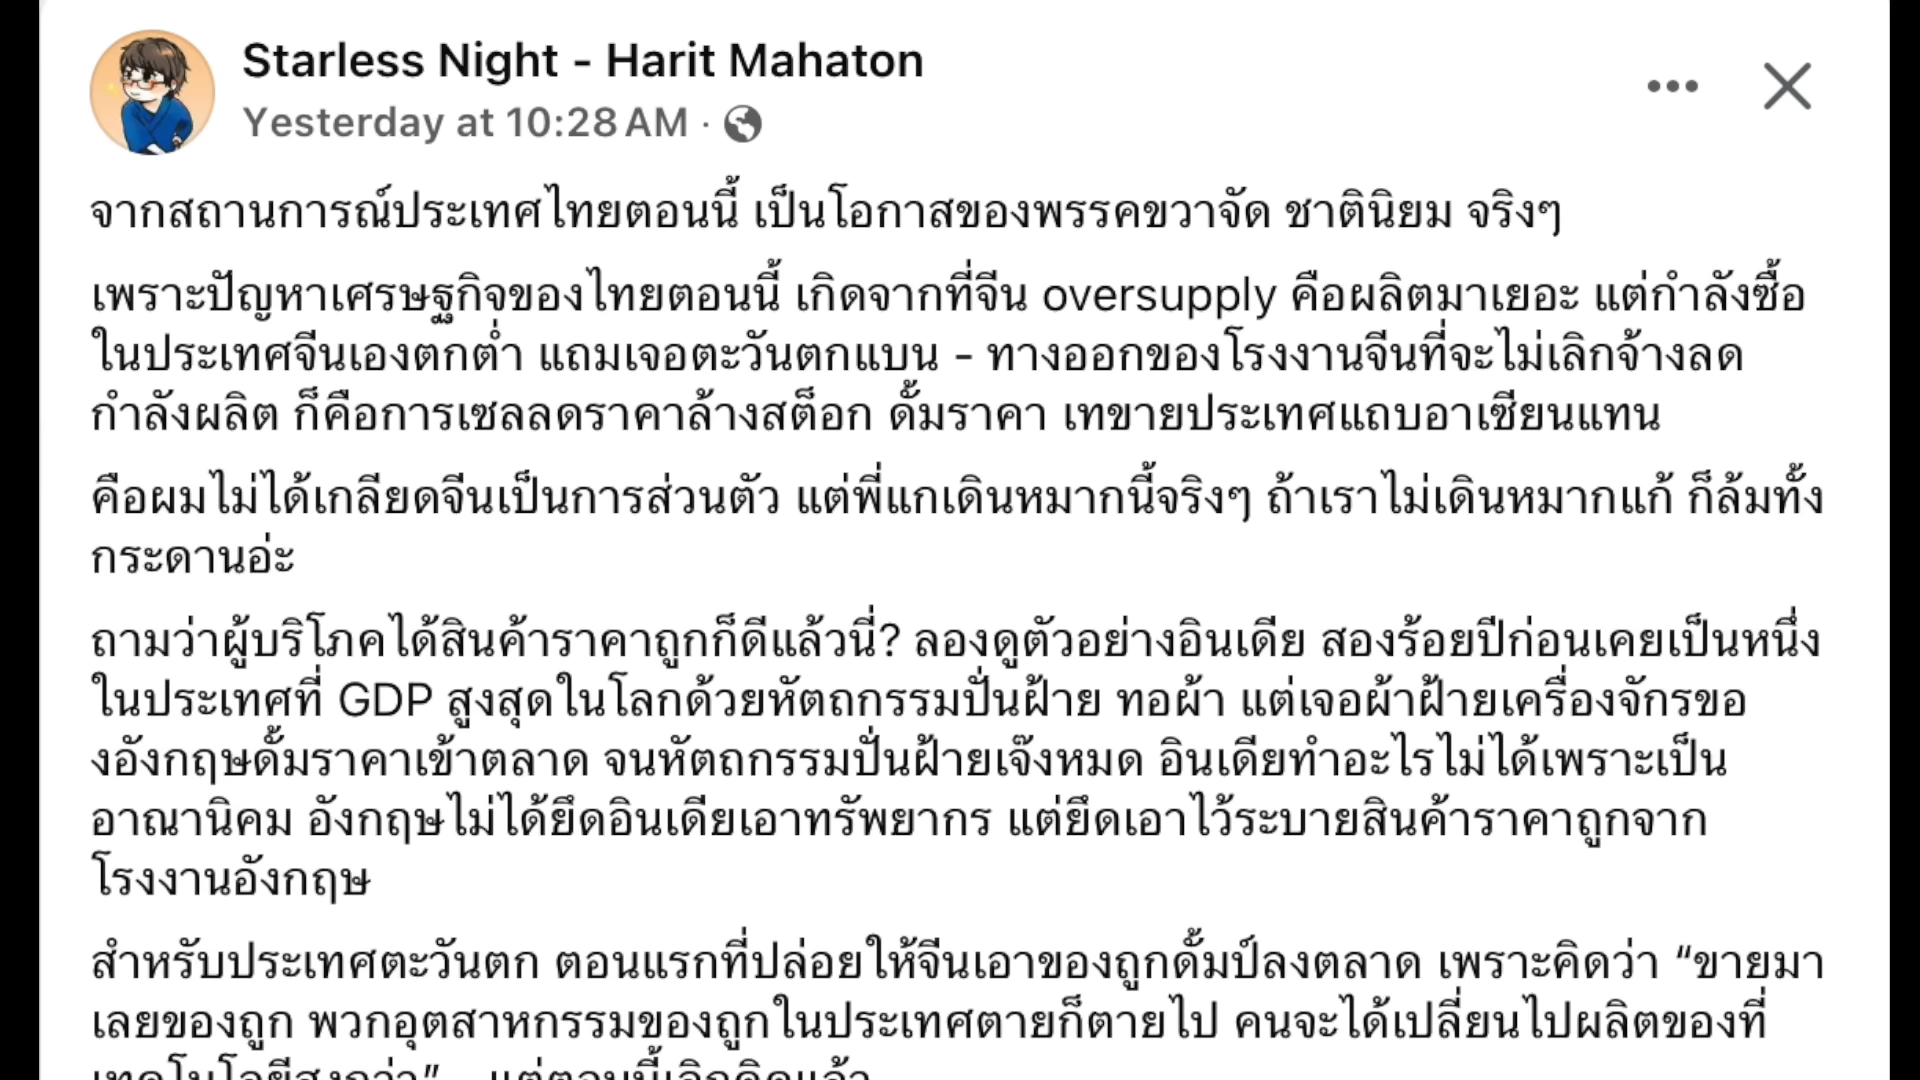 Starless Night - Harit Mahaton
Yesterday at 10:28 AM ·
จากสถานการณ์ประเทศไทยตอนนี้ เป็นโอกาสของพรรคขวาจัด ชาตินิยม จริงๆ
เพราะปัญหาเศรษฐกิจของไทยตอนนี้ เกิดจากที่จีน oversupply คือผลิตมาเยอะ แต่กำลังซื้อ
ในประเทศจีนเองตกต่ำ แถมเจอตะวันตกแบน - ทางออกของโรงงานจีนที่จะไม่เลิกจ้างลด
กำลังผลิต ก็คือการเซลลดราคาล้างสต็อก ดั้มราคา เทขายประเทศแถบอาเซียนแทน
คือผมไม่ได้เกลียดจีนเป็นการส่วนตัว แต่พี่แกเดินหมากนี้จริงๆ ถ้าเราไม่เดินหมากแก้ ก็ล้มทั้ง
กระดานอ่ะ
ถามว่าผู้บริโภคได้สินค้าราคาถูกก็ดีแล้วนี่? ลองดูตัวอย่างอินเดีย สองร้อยปีก่อนเคยเป็นหนึ่ง
ในประเทศที่ GDP สูงสุดในโลกด้วยหัตถกรรมปั่นฝ้าย ทอผ้า แต่เจอผ้าฝ้ายเครื่องจักรขอ
งอังกฤษดั้มราคาเข้าตลาด จนหัตถกรรมปั่นฝ้ายเจ๊งหมด อินเดียทำอะไรไม่ได้เพราะเป็น
อาณานิคม อังกฤษไม่ได้ยึดอินเดียเอาทรัพยากร แต่ยึดเอาไว้ระบายสินค้าราคาถูกจาก
โรงงานอังกฤษ
สำหรับประเทศตะวันตก ตอนแรกที่ปล่อยให้จีนเอาของถูกดั้มป์ลงตลาด เพราะคิดว่า “ขายมา
เลยของถูก พวกอุตสาหกรรมของถูกในประเทศตายก็ตายไป คนจะได้เปลี่ยนไปผลิตของที่
เทคโนโลยีสูงกว่า”